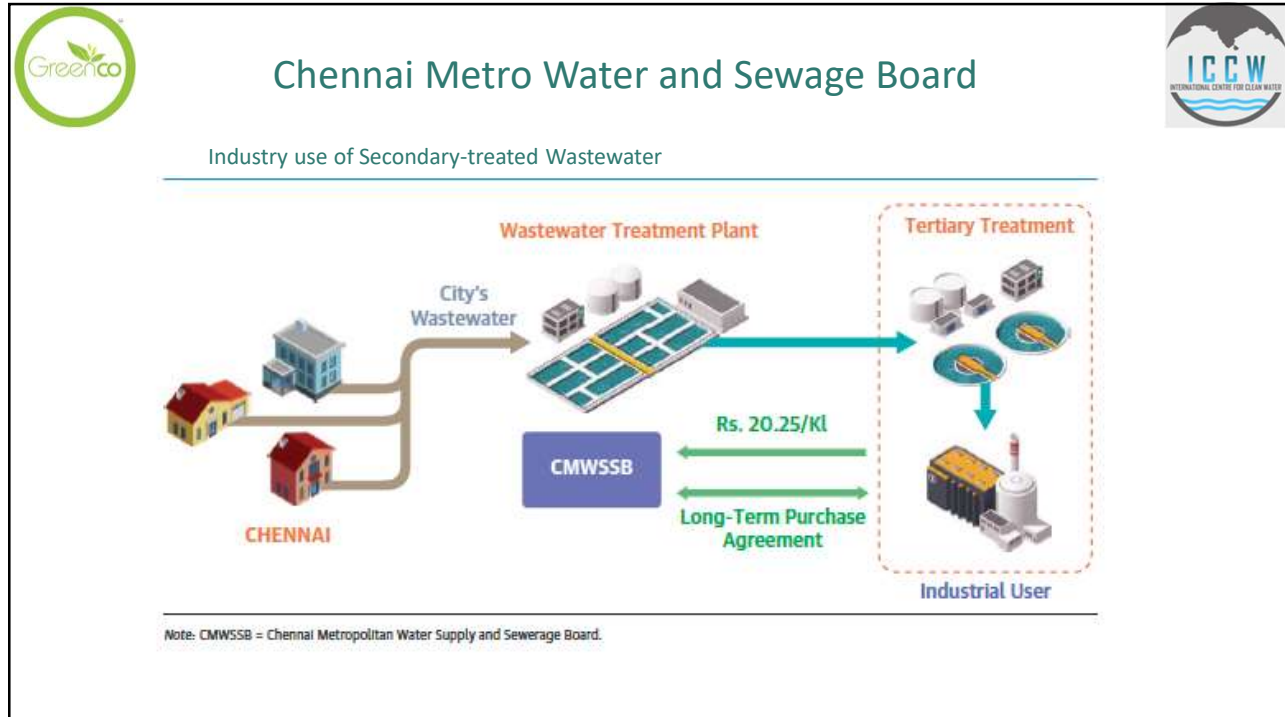 Greenco
Chennai Metro Water and Sewage Board
ICCW
INTERNATIONAL CENTRE FOR CLEAN WATER
Industry use of Secondary-treated Wastewater
Wastewater Treatment Plant
Tertiary Treatment
City's
Wastewater
Rs. 20.25/Kl
CMWSSB
Long-Term Purchase
Agreement
CHENNAI
Industrial User
Note: CMWSSB = Chennai Metropolitan Water Supply and Sewerage Board.